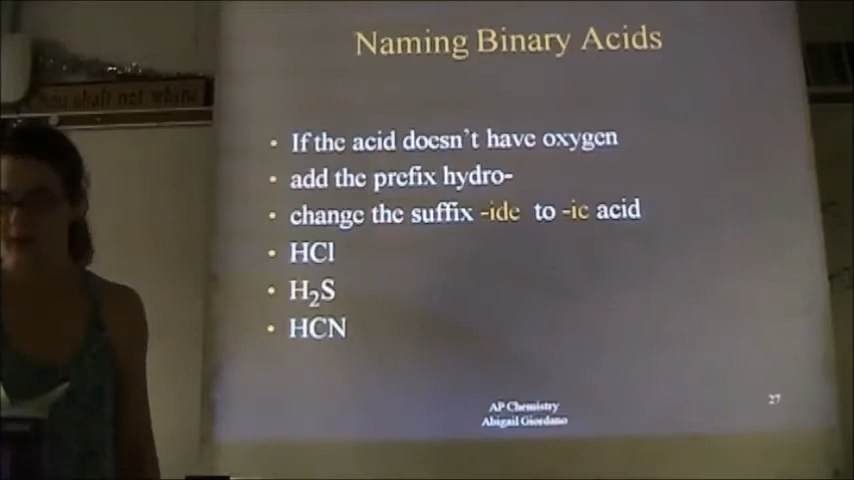 Naming Binary Acids
thou shalt not whine
• If the acid doesn't have oxygen
• add the prefix hydro-
• change the suffix -ide to -ic acid
• HCl
• H₂S
• HCN
AP Chemistry
Abigail Giordano
27